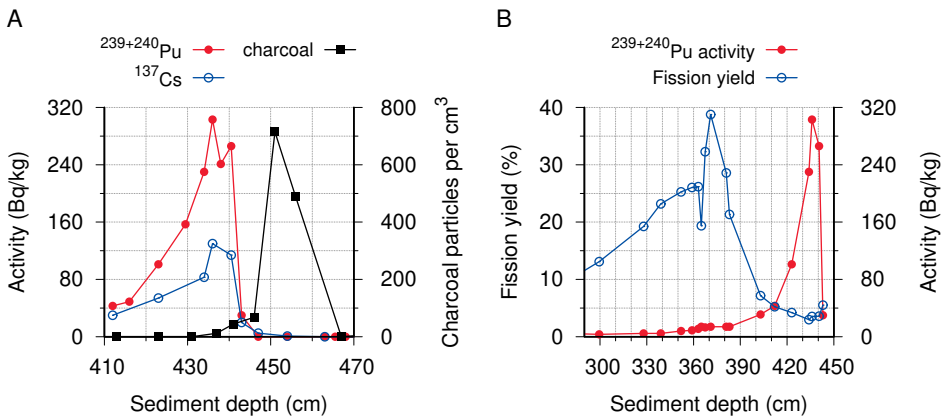 A
239+240Pu
137Cs
charcoal
320
240
160
80
0
800
600
400
200
0
410
430
450
470
Activity (Bq/kg)
Charcoal particles per cm3
Sediment depth (cm)
B
239+240Pu activity
Fission yield
40
30
20
10
0
320
240
160
80
0
300
330
360
390
420
450
Fission yield (%)
Activity (Bq/kg)
Sediment depth (cm)